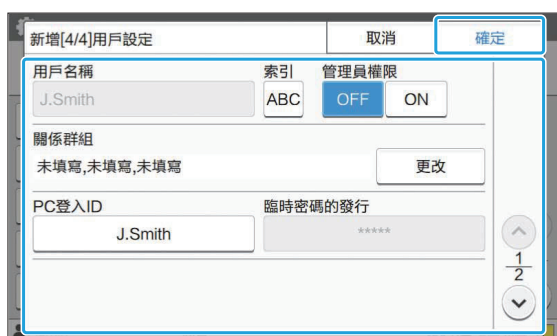 新增[4/4]用戶設定 取消 確定
用戶名稱 索引 管理員權限
J.Smith ABC OFF ON
關係群組
未填寫,未填寫,未填寫 更改
PC登入ID 臨時密碼的發行
J.Smith *****
1
2